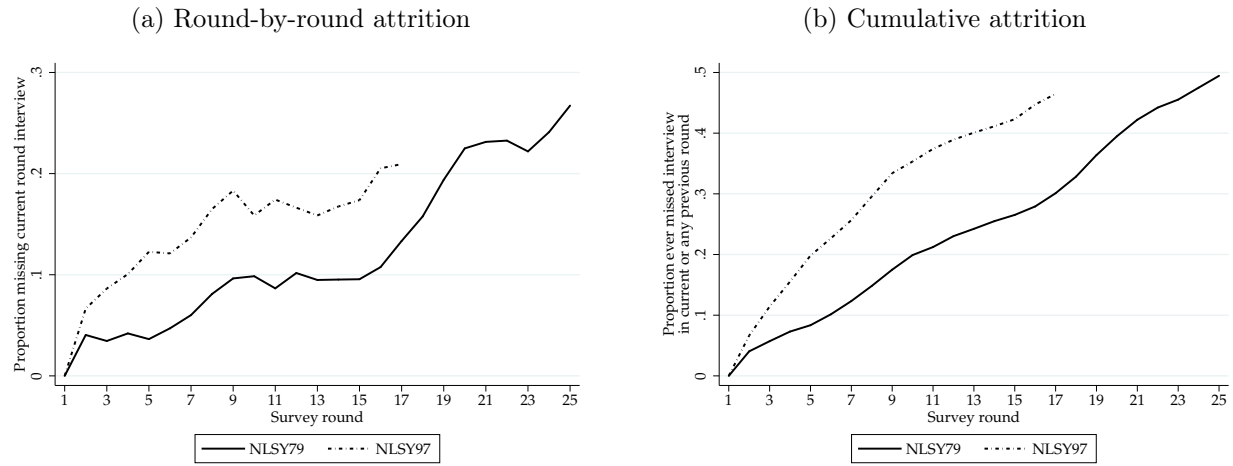 (a) Round-by-round attrition
Proportion missing current round interview
.3
.2
.1
0
1 3 5 7 9 11 13 15 17 19 21 23 25
Survey round
NLSY79 NLSY97
(b) Cumulative attrition
Proportion ever missed interview
in current or any previous round
.5
.4
.3
.2
.1
0
1 3 5 7 9 11 13 15 17 19 21 23 25
Survey round
NLSY79 NLSY97